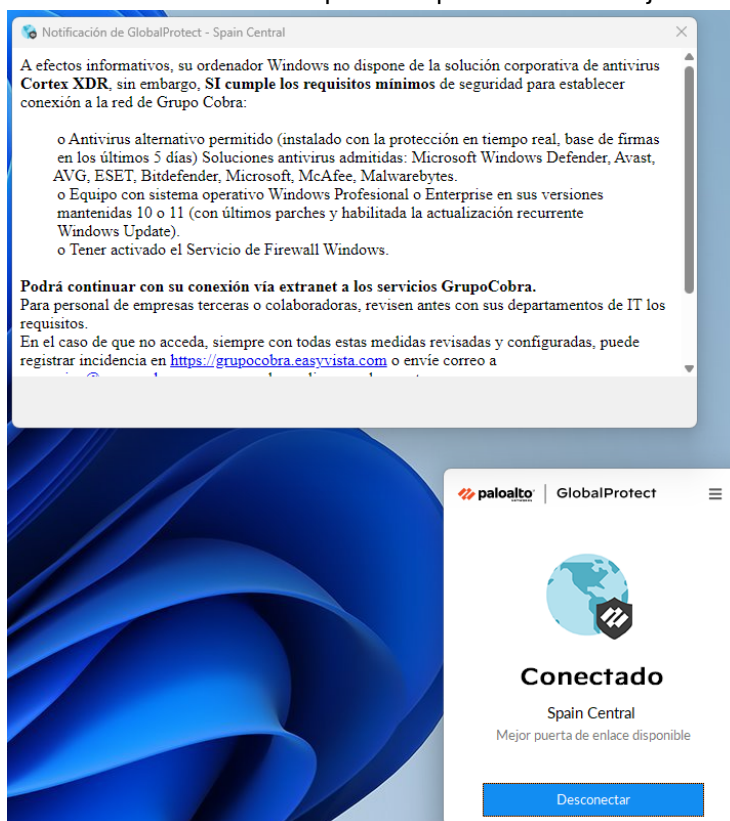 Notificación de GlobalProtect - Spain Central
A efectos informativos, su ordenador Windows no dispone de la solución corporativa de antivirus
Cortex XDR, sin embargo, SI cumple los requisitos mínimos de seguridad para establecer
conexión a la red de Grupo Cobra:
o Antivirus alternativo permitido (instalado con la protección en tiempo real, base de firmas
en los últimos 5 días) Soluciones antivirus admitidas: Microsoft Windows Defender, Avast,
AVG, ESET, Bitdefender, Microsoft, McAfee, Malwarebytes.
o Equipo con sistema operativo Windows Profesional o Enterprise en sus versiones
mantenidas 10 o 11 (con últimos parches y habilitada la actualización recurrente
Windows Update).
o Tener activado el Servicio de Firewall Windows.
Podrá continuar con su conexión vía extranet a los servicios GrupoCobra.
Para personal de empresas terceras o colaboradoras, revisen antes con sus departamentos de IT los
requisitos.
En el caso de que no acceda, siempre con todas estas medidas revisadas y configuradas, puede
registrar incidencia en https://grupocobra.easyvista.com o envíe correo a
paloalto
NETWORKS
GlobalProtect
Conectado
Spain Central
Mejor puerta de enlace disponible
Desconectar